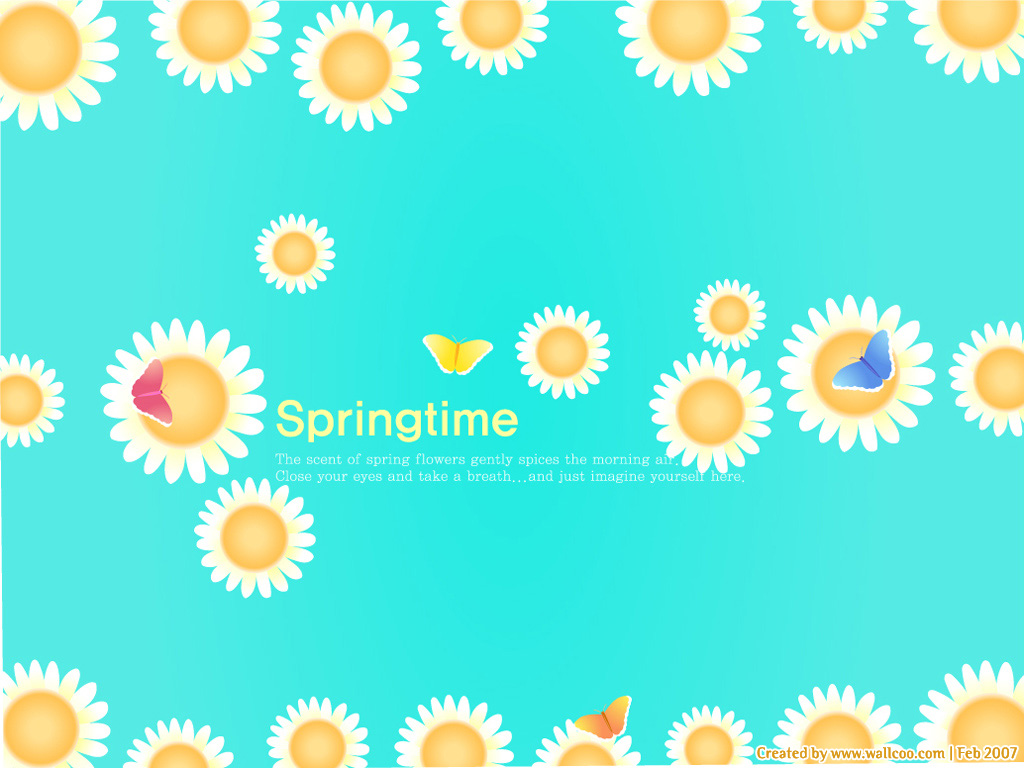 Springtime
The scent of spring flowers gently spices the morning air.
Close your eyes and take a breath...and just imagine yourself here.
Created by www.wallcoo.com | Feb 2007